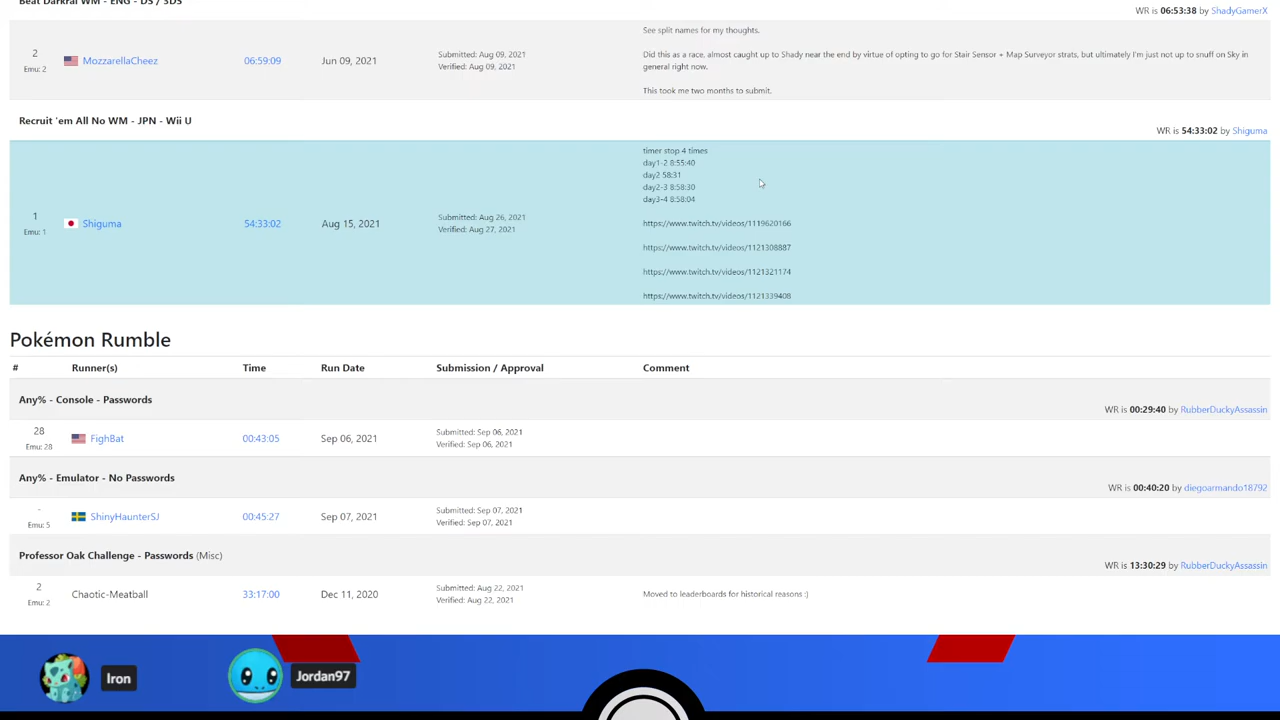 Beat Darkrai WM - ENG - DS / 3DS
WR is 06:53:38 by ShadyGamerX
2
Emu: 2
MozzarellaCheez
06:59:09
Jun 09, 2021
Submitted: Aug 09, 2021
Verified: Aug 09, 2021
See split names for my thoughts.
Did this as a race, almost caught up to Shady near the end by virtue of opting to go for Stair Sensor + Map Surveyor strats, but ultimately I'm just not up to snuff on Sky in
general right now.
This took me two months to submit.
Recruit 'em All No WM - JPN - Wii U
WR is 54:33:02 by Shiguma
1
Emu: 1
Shiguma
54:33:02
Aug 15, 2021
Submitted: Aug 26, 2021
Verified: Aug 27, 2021
timer stop 4 times
day1-2 8:55:40
day2 58:31
day2-3 8:58:30
day3-4 8:58:04
https://www.twitch.tv/videos/1119620166
https://www.twitch.tv/videos/1121308887
https://www.twitch.tv/videos/1121321174
https://www.twitch.tv/videos/1121339408
Pokémon Rumble
# Runner(s) Time Run Date Submission / Approval Comment
Any% - Console - Passwords
WR is 00:29:40 by RubberDuckyAssassin
28
Emu: 28
FighBat
00:43:05
Sep 06, 2021
Submitted: Sep 06, 2021
Verified: Sep 06, 2021
Any% - Emulator - No Passwords
WR is 00:40:20 by diegoarmando18792
-
Emu: 5
ShinyHaunterSJ
00:45:27
Sep 07, 2021
Submitted: Sep 07, 2021
Verified: Sep 07, 2021
Professor Oak Challenge - Passwords (Misc)
WR is 13:30:29 by RubberDuckyAssassin
2
Emu: 2
Chaotic-Meatball
33:17:00
Dec 11, 2020
Submitted: Aug 22, 2021
Verified: Aug 22, 2021
Moved to leaderboards for historical reasons :)
Iron
Jordan97